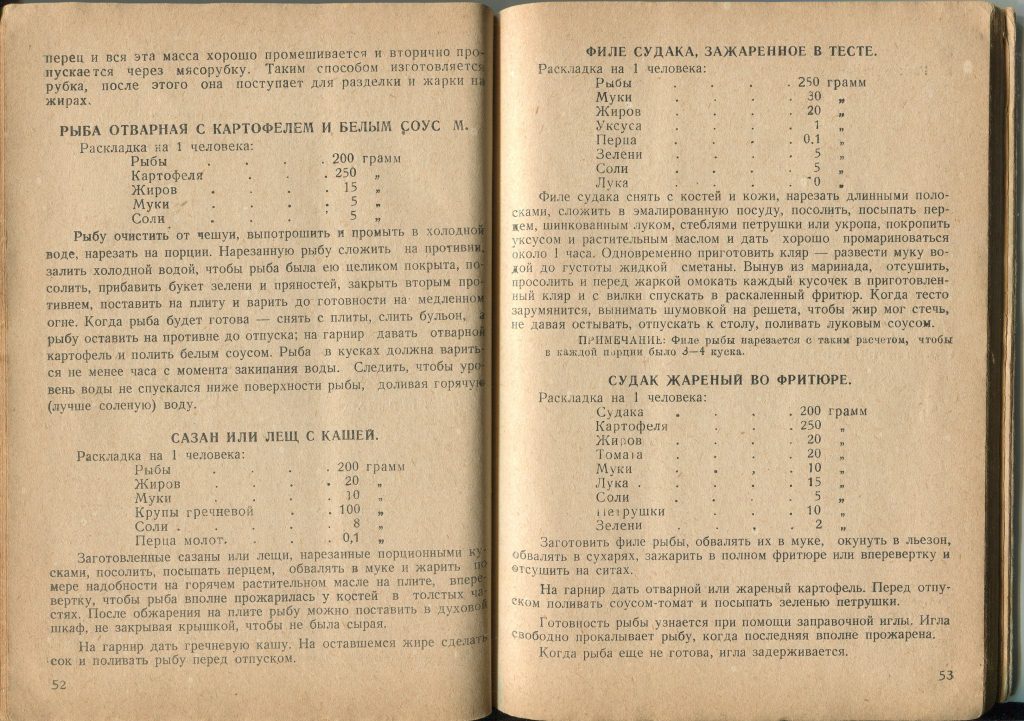 перец и вся эта масса хорошо промешивается и вторично про-
пускается через мясорубку. Таким способом изготовляется
рубка, после этого она поступает для разделки и жарки на
жирах.
РЫБА ОТВАРНАЯ С КАРТОФЕЛЕМ И БЕЛЫМ СОУС М.
Раскладка на 1 человека:
Рыбы . . . . 200 грамм
Картофеля . . . 250 „
Жиров . . . . 15 „
Муки . . . . 5 „
Соли . . . . 5 „
Рыбу очистить от чешуи, выпотрошить и промыть в холодной
воде, нарезать на порции. Нарезанную рыбу сложить на противни,
залить холодной водой, чтобы рыба была ею целиком покрыта, по-
солить, прибавить букет зелени и пряностей, закрыть вторым про-
тивнем, поставить на плиту и варить до готовности на медленном
огне. Когда рыба будет готова — снять с плиты, слить бульон, а
рыбу оставить на противне до отпуска; на гарнир давать отварной
картофель и полить белым соусом. Рыба в кусках должна варить-
ся не менее часа с момента закипания воды. Следить, чтобы уро-
вень воды не спускался ниже поверхности рыбы, доливая горячую
(лучше соленую) воду.
САЗАН ИЛИ ЛЕЩ С КАШЕЙ.
Раскладка на 1 человека:
Рыбы . . . . 200 грамм
Жиров . . . . 20 „
Муки . . . . 10 „
Крупы гречневой . . 100 „
Соли . . . . 8 „
Перца молот. . . . 0,1 „
Заготовленные сазаны или лещи, нарезанные порционными ку-
сками, посолить, посыпать перцем, обвалять в муке и жарить по
мере надобности на горячем растительном масле на плите, впере-
вертку, чтобы рыба вполне прожарилась у костей в толстых ча-
стях. После обжарения на плите рыбу можно поставить в духовой
шкаф, не закрывая крышкой, чтобы не была сырая.
На гарнир дать гречневую кашу. На оставшемся жире сделать
сок и поливать рыбу перед отпуском.
52
ФИЛЕ СУДАКА, ЗАЖАРЕННОЕ В ТЕСТЕ.
Раскладка на 1 человека:
Рыбы . . . . 250 грамм
Муки . . . . 30 „
Жиров . . . . 20 „
Уксуса . . . . 1 „
Перца . . . . 0,1 „
Зелени . . . . 5 „
Соли . . . . 5 „
Лука . . . . 0 „
Филе судака снять с костей и кожи, нарезать длинными поло-
сками, сложить в эмалированную посуду, посолить, посыпать пер-
цем, шинкованным луком, стеблями петрушки или укропа, покропить
уксусом и растительным маслом и дать хорошо промариноваться
около 1 часа. Одновременно приготовить кляр — развести муку во-
дой до густоты жидкой сметаны. Вынув из маринада, отсушить,
просолить и перед жаркой омокать каждый кусочек в приготовлен-
ный кляр и с вилки спускать в раскаленный фритюр. Когда тесто
зарумянится, вынимать шумовкой на решета, чтобы жир мог стечь,
не давая остывать, отпускать к столу, поливать луковым соусом.
ПРИМЕЧАНИЕ: Филе рыбы нарезается с таким расчетом, чтобы
в каждой порции было 3—4 куска.
СУДАК ЖАРЕНЫЙ ВО ФРИТЮРЕ.
Раскладка на 1 человека:
Судака . . . . 200 грамм
Картофеля . . . 250 „
Жиров . . . . 20 „
Томата . . . . 20 „
Муки . . . . 10 „
Лука . . . . 15 „
Соли . . . . 5 „
Петрушки . . . 10 „
Зелени . . . . 2 „
Заготовить филе рыбы, обвалять их в муке, окунуть в льезон,
обвалять в сухарях, зажарить в полном фритюре или впервертку и
отсушить на ситах.
На гарнир дать отварной или жареный картофель. Перед отпу-
ском поливать соусом-томат и посыпать зеленью петрушки.
Готовность рыбы узнается при помощи заправочной иглы. Игла
свободно прокалывает рыбу, когда последняя вполне прожарена.
Когда рыба еще не готова, игла задерживается.
53